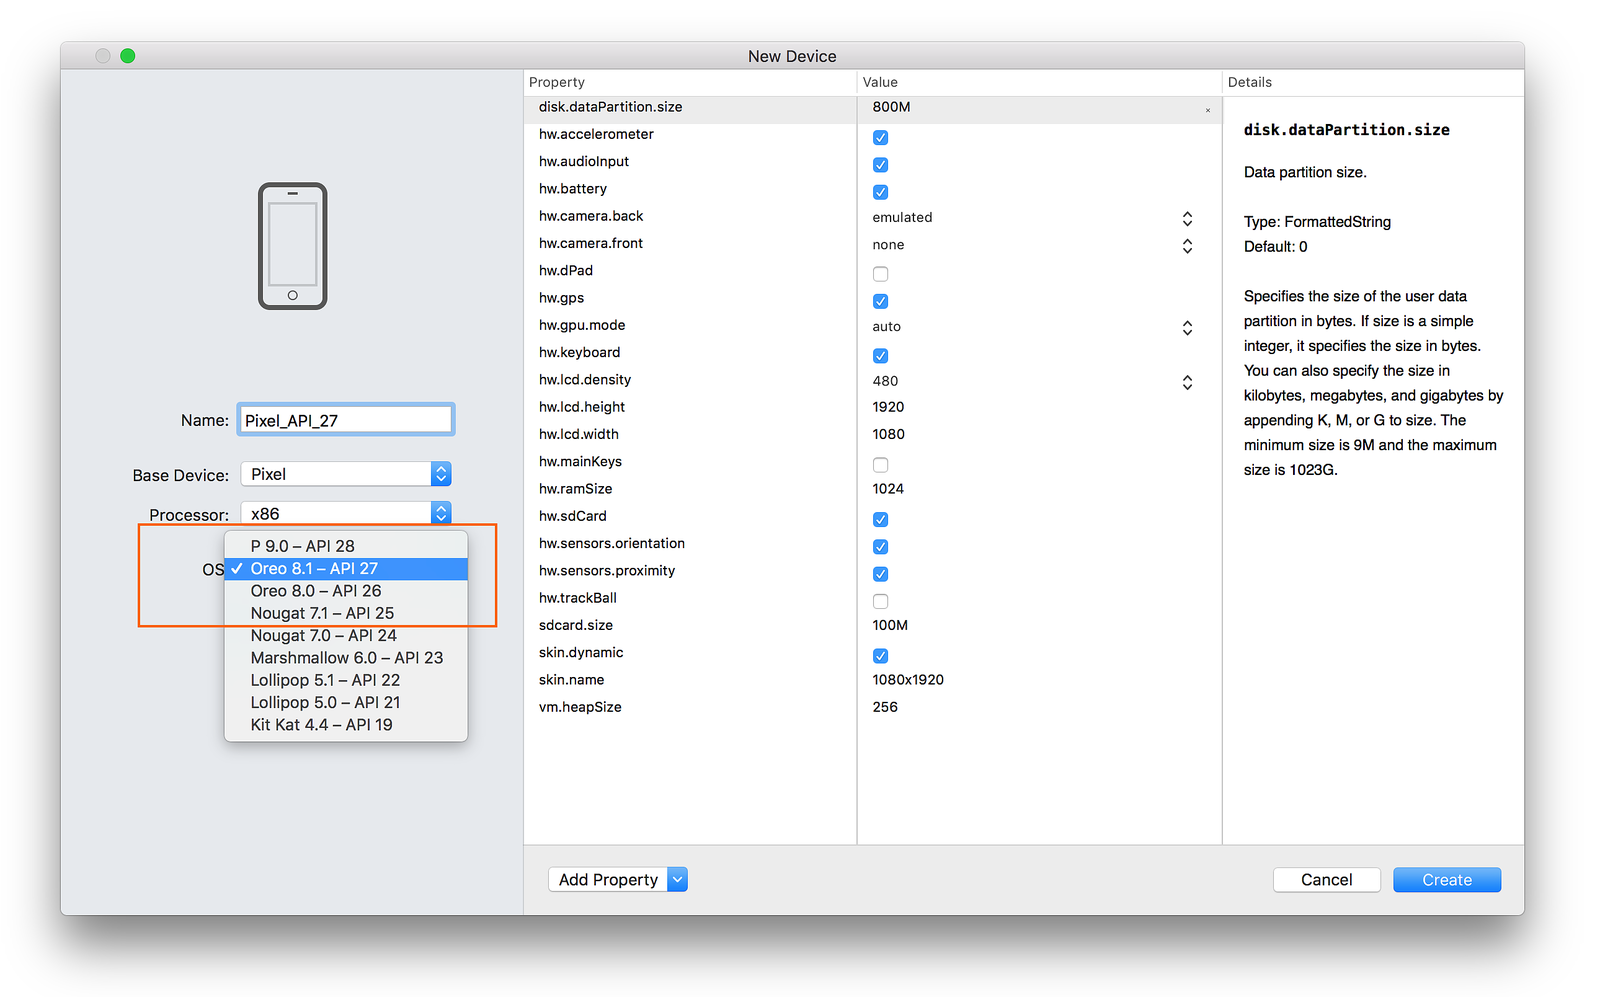 New Device
Name: Pixel_API_27
Base Device: Pixel
Processor: x86
OS
P 9.0 – API 28
✓ Oreo 8.1 – API 27
Oreo 8.0 – API 26
Nougat 7.1 – API 25
Nougat 7.0 – API 24
Marshmallow 6.0 – API 23
Lollipop 5.1 – API 22
Lollipop 5.0 – API 21
Kit Kat 4.4 – API 19
Property Value Details
disk.dataPartition.size 800M
hw.accelerometer
hw.audioInput
hw.battery
hw.camera.back emulated
hw.camera.front none
hw.dPad
hw.gps
hw.gpu.mode auto
hw.keyboard
hw.lcd.density 480
hw.lcd.height 1920
hw.lcd.width 1080
hw.mainKeys
hw.ramSize 1024
hw.sdCard
hw.sensors.orientation
hw.sensors.proximity
hw.trackBall
sdcard.size 100M
skin.dynamic
skin.name 1080x1920
vm.heapSize 256
disk.dataPartition.size
Data partition size.
Type: FormattedString
Default: 0
Specifies the size of the user data
partition in bytes. If size is a simple
integer, it specifies the size in bytes.
You can also specify the size in
kilobytes, megabytes, and gigabytes by
appending K, M, or G to size. The
minimum size is 9M and the maximum
size is 1023G.
Add Property
Cancel
Create